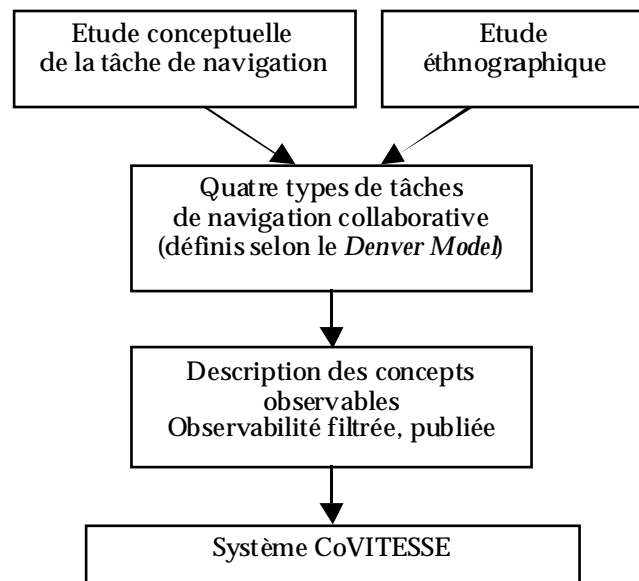 Etude conceptuelle
de la tâche de navigation
Etude
éthnographique
Quatre types de tâches
de navigation collaborative
(définis selon le Denver Model)
Description des concepts
observables
Observabilité filtrée, publiée
Système CoVITESSE